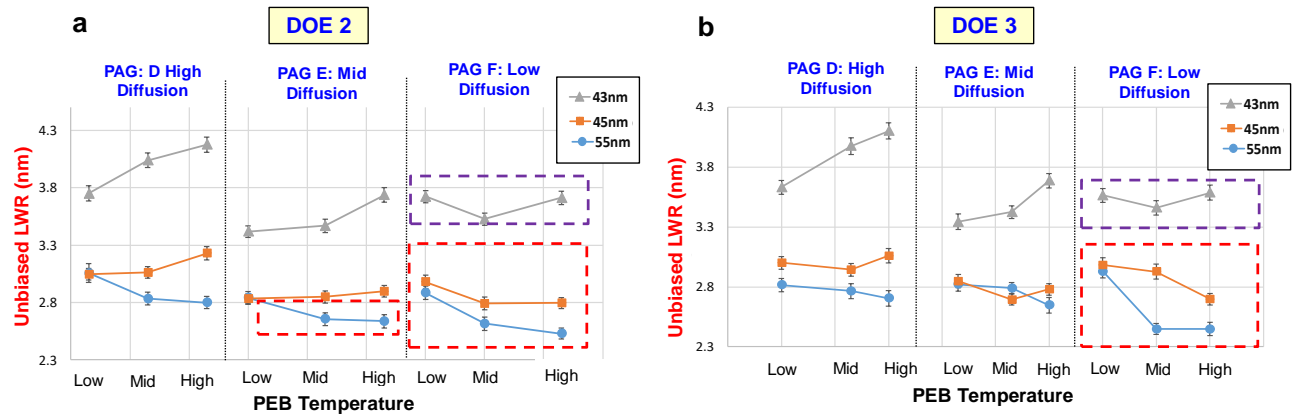 a
DOE 2
PAG: D High
Diffusion
PAG E: Mid
Diffusion
PAG F: Low
Diffusion
43nm
45nm
55nm
Unbiased LWR (nm)
4.3
3.8
3.3
2.8
2.3
Low
Mid
High
Low
Mid
High
Low
Mid
High
PEB Temperature
b
DOE 3
PAG D: High
Diffusion
PAG E: Mid
Diffusion
PAG F: Low
Diffusion
43nm
45nm
55nm
Unbiased LWR (nm)
4.3
3.8
3.3
2.8
2.3
Low
Mid
High
Low
Mid
High
Low
Mid
High
PEB Temperature